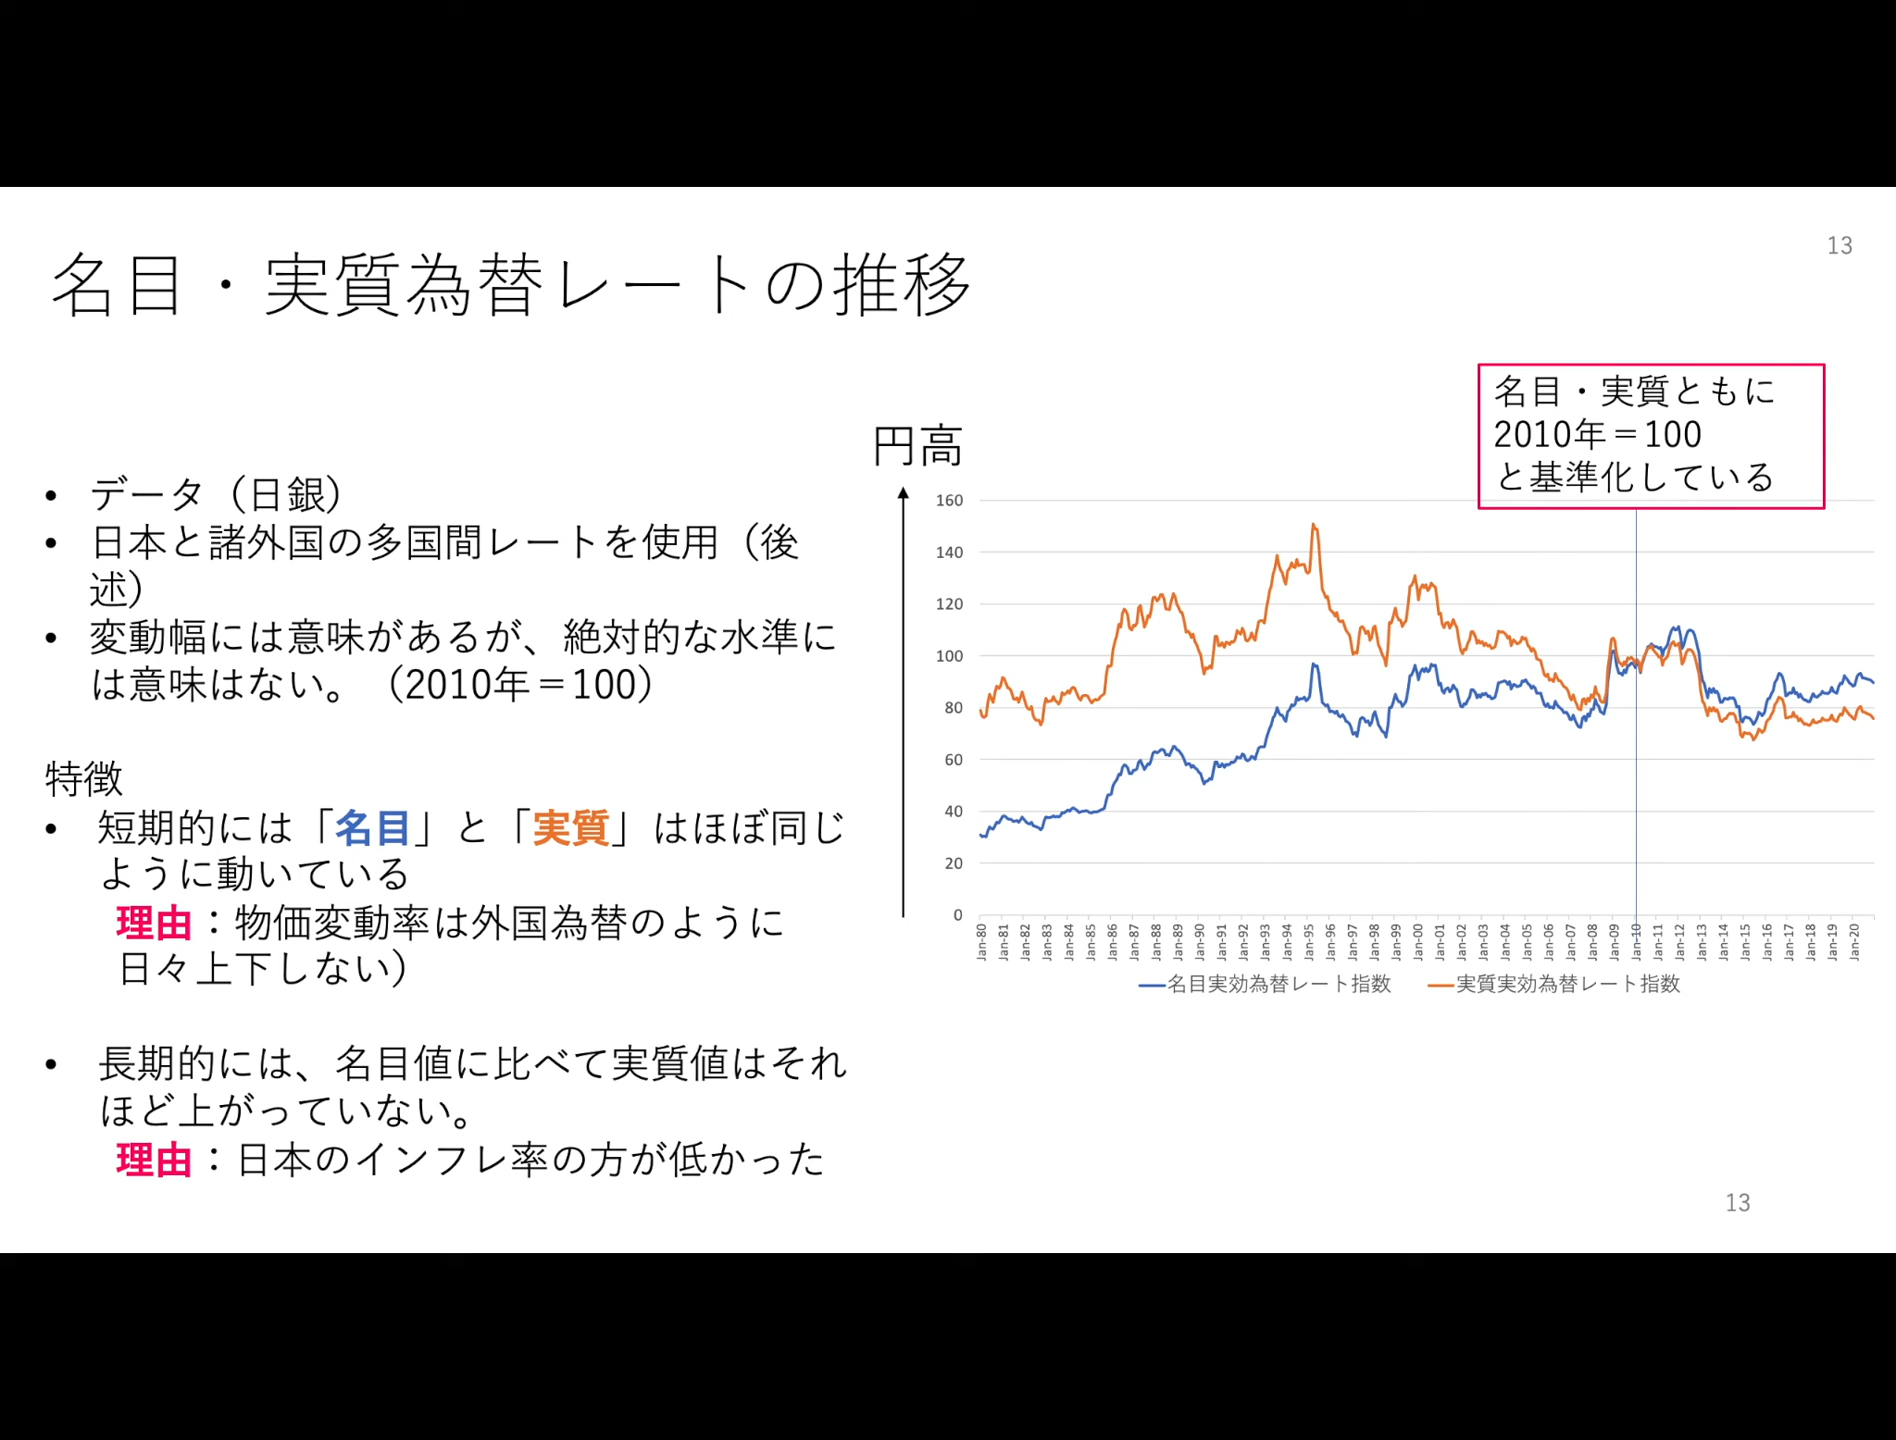 13
名目・実質為替レートの推移
• データ（日銀）
• 日本と諸外国の多国間レートを使用（後
述）
• 変動幅には意味があるが、絶対的な水準に
は意味はない。（2010年＝100）
特徴
• 短期的には「名目」と「実質」はほぼ同じ
ように動いている
理由：物価変動率は外国為替のように
日々上下しない）
• 長期的には、名目値に比べて実質値はそれ
ほど上がっていない。
理由：日本のインフレ率の方が低かった
円高
名目・実質ともに
2010年＝100
と基準化している
160
140
120
100
80
60
40
20
0
Jan-80
Jan-81
Jan-82
Jan-83
Jan-84
Jan-85
Jan-86
Jan-87
Jan-88
Jan-89
Jan-90
Jan-91
Jan-92
Jan-93
Jan-94
Jan-95
Jan-96
Jan-97
Jan-98
Jan-99
Jan-00
Jan-01
Jan-02
Jan-03
Jan-04
Jan-05
Jan-06
Jan-07
Jan-08
Jan-09
Jan-10
Jan-11
Jan-12
Jan-13
Jan-14
Jan-15
Jan-16
Jan-17
Jan-18
Jan-19
Jan-20
名目実効為替レート指数
実質実効為替レート指数
13